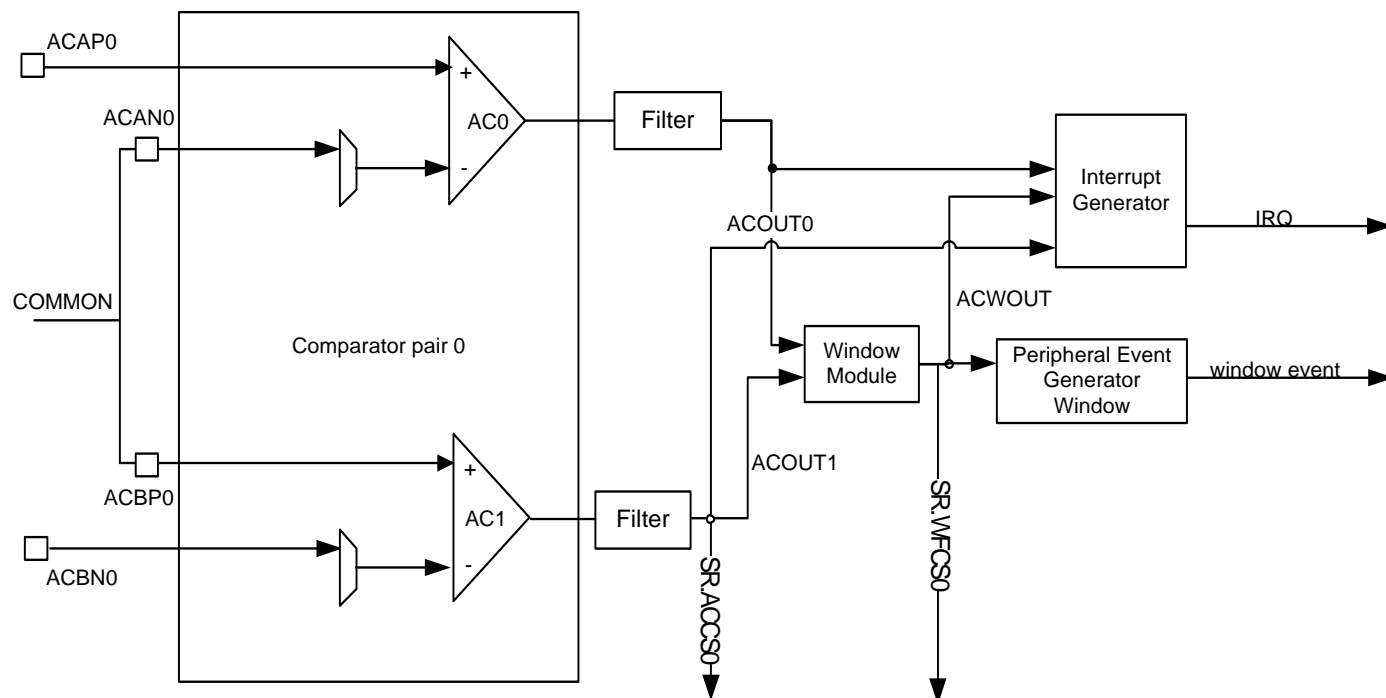 ACAP0
ACAN0
+
AC0
-
Filter
Interrupt
Generator
IRQ
ACOUT0
COMMON
ACWOUT
Comparator pair 0
Window
Module
Peripheral Event
Generator
Window
window event
ACOUT1
ACBP0
+
AC1
-
Filter
ACBN0
SR.ACCS0
SR.WFCS0